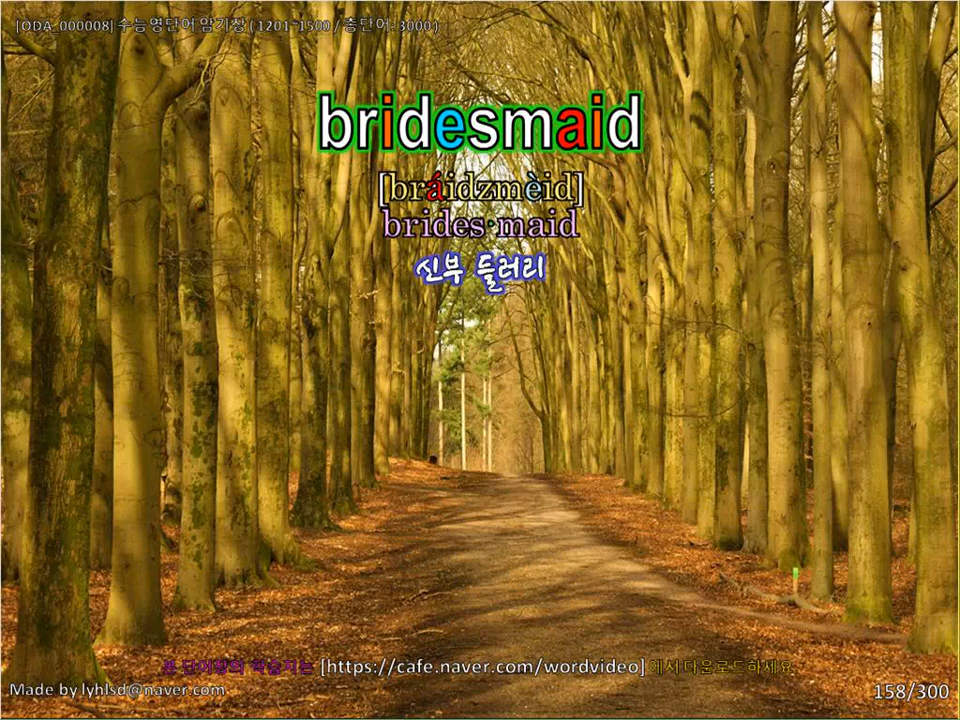 [ODA_000008] 수능영단어 암기장 ( 1201~1500 / 총단어: 3000 )
bridesmaid
[bráidzmèid]
brides·maid
신부 들러리
본 단어장의 학습지는 [https://cafe.naver.com/wordvideo] 에서 다운로드하세요
Made by lyhlsd@naver.com
158/300